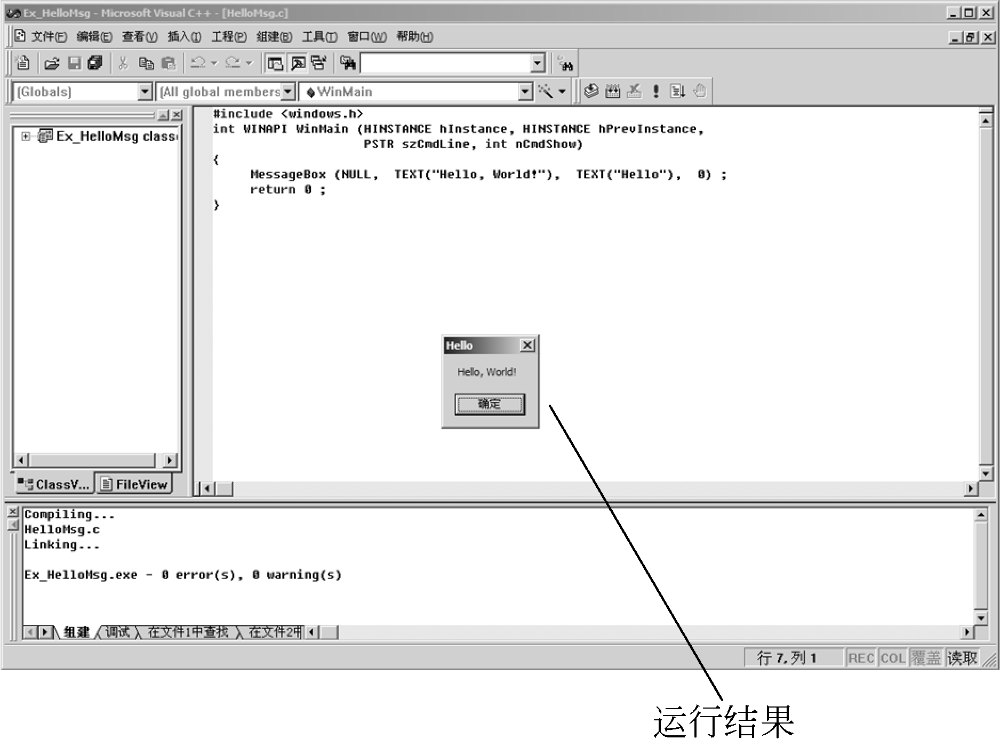 Ex_HelloMsg - Microsoft Visual C++ - [HelloMsg.c]
文件(F) 编辑(E) 查看(V) 插入(I) 工程(P) 组建(B) 工具(T) 窗口(W) 帮助(H)
(Globals) (All global members WinMain
#include <windows.h>
int WINAPI WinMain (HINSTANCE hInstance, HINSTANCE hPrevInstance,
PSTR szCmdLine, int nCmdShow)
{
MessageBox (NULL, TEXT("Hello, World!"), TEXT("Hello"), 0) ;
return 0 ;
}
Ex_HelloMsg class
Hello
Hello, World!
确定
ClassV... FileView
Compiling...
HelloMsg.c
Linking...
Ex_HelloMsg.exe - 0 error(s), 0 warning(s)
组建 调试 在文件1中查找 在文件2中
行 7, 列 1 REC COL 覆盖 读取
运行结果